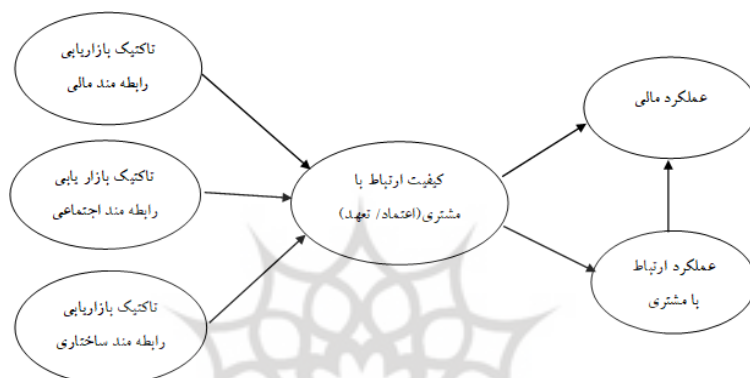 تاکتیک بازاریابی
رابطه مند مالی
عملکرد مالی
تاکتیک بازار یابی
رابطه مند اجتماعی
کیفیت ارتباط با
مشتری(اعتماد/ تعهد)
تاکتیک بازاریابی
رابطه مند ساختاری
عملکرد ارتباط
با مشتری